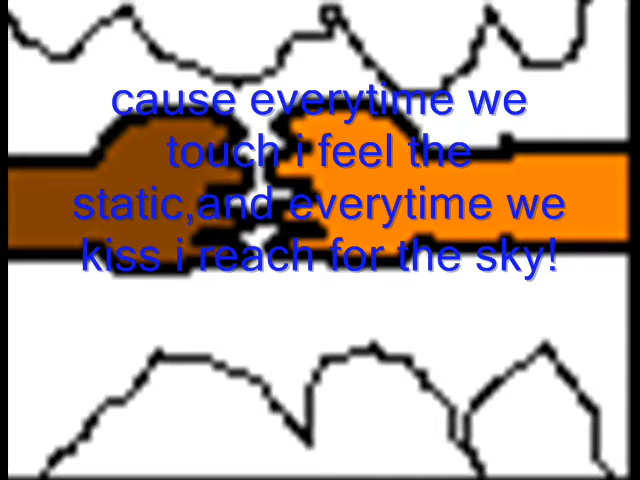 cause everytime we
touch i feel the
static,and everytime we
kiss i reach for the sky!